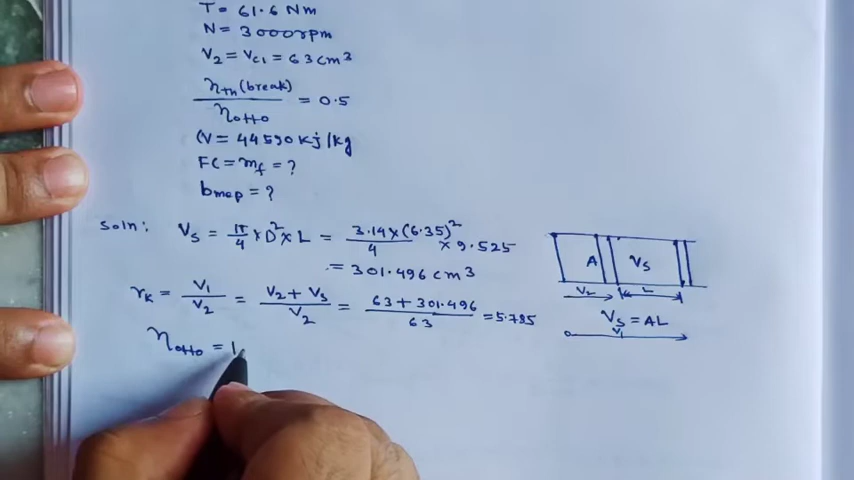 T = 61.6 Nm
N = 3000rpm
V2 = Vc1 = 63 cm3
ηth (break) / ηotto = 0.5
CV = 44590 kj/kg
FC = mf = ?
bmep = ?
Soln: Vs = π/4 × D2 × L = 3.14×(6.35)2 / 4 × 9.525
= 301.496 cm3
rk = V1/V2 = V2 + Vs / V2 = 63 + 301.496 / 63 = 5.785
ηotto = 1
A Vs
V2 L
Vs = AL
V1